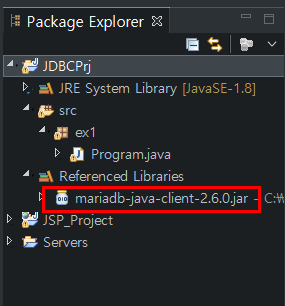 Package Explorer
JDBCPrj
JRE System Library [JavaSE-1.8]
src
ex1
Program.java
Referenced Libraries
mariadb-java-client-2.6.0.jar - C:₩
JSP_Project
Servers